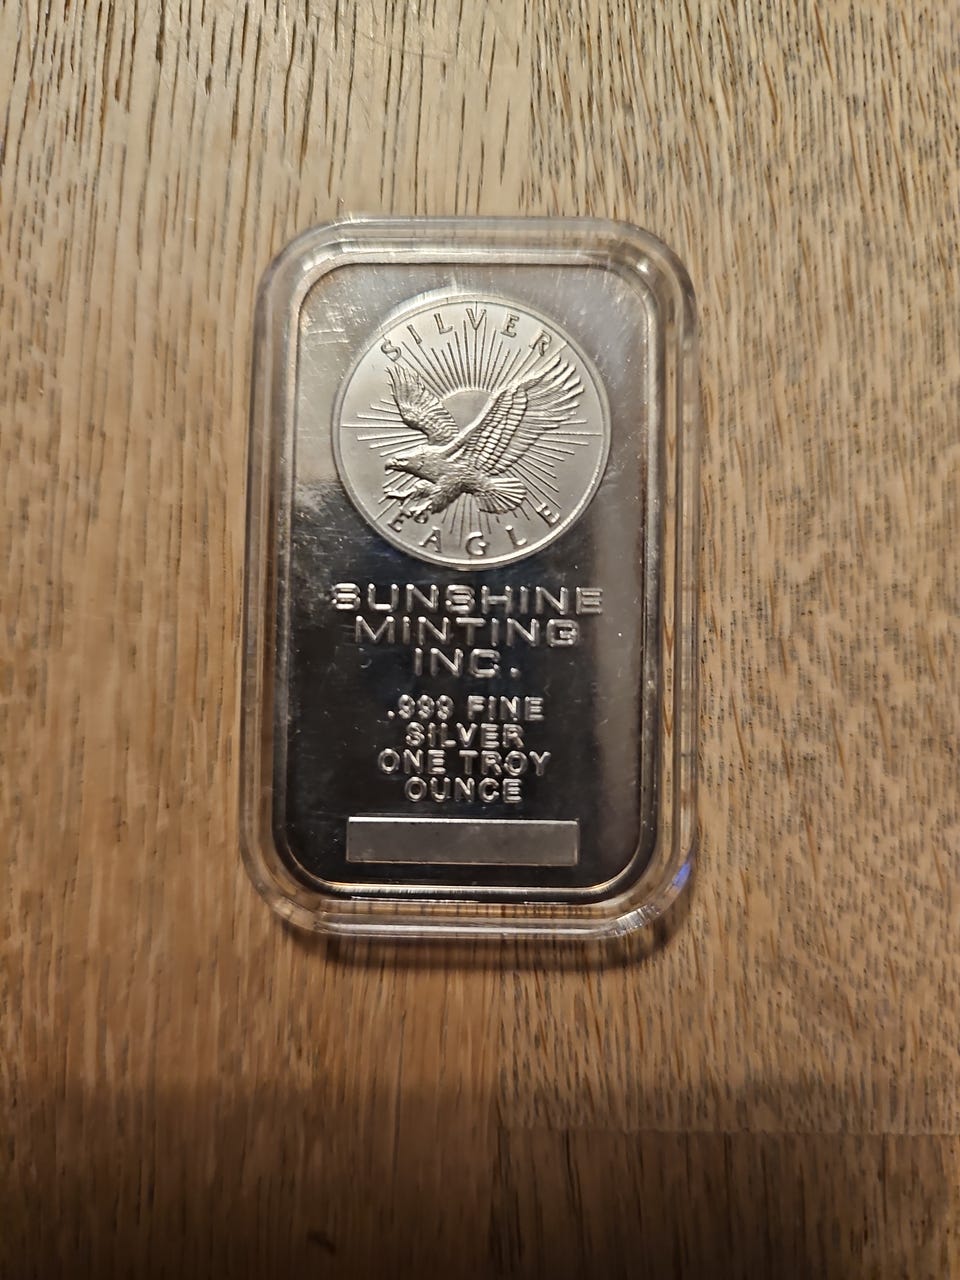 SILVER
EAGLE
SUNSHINE
MINTING
INC.
.999 FINE
SILVER
ONE TROY
OUNCE